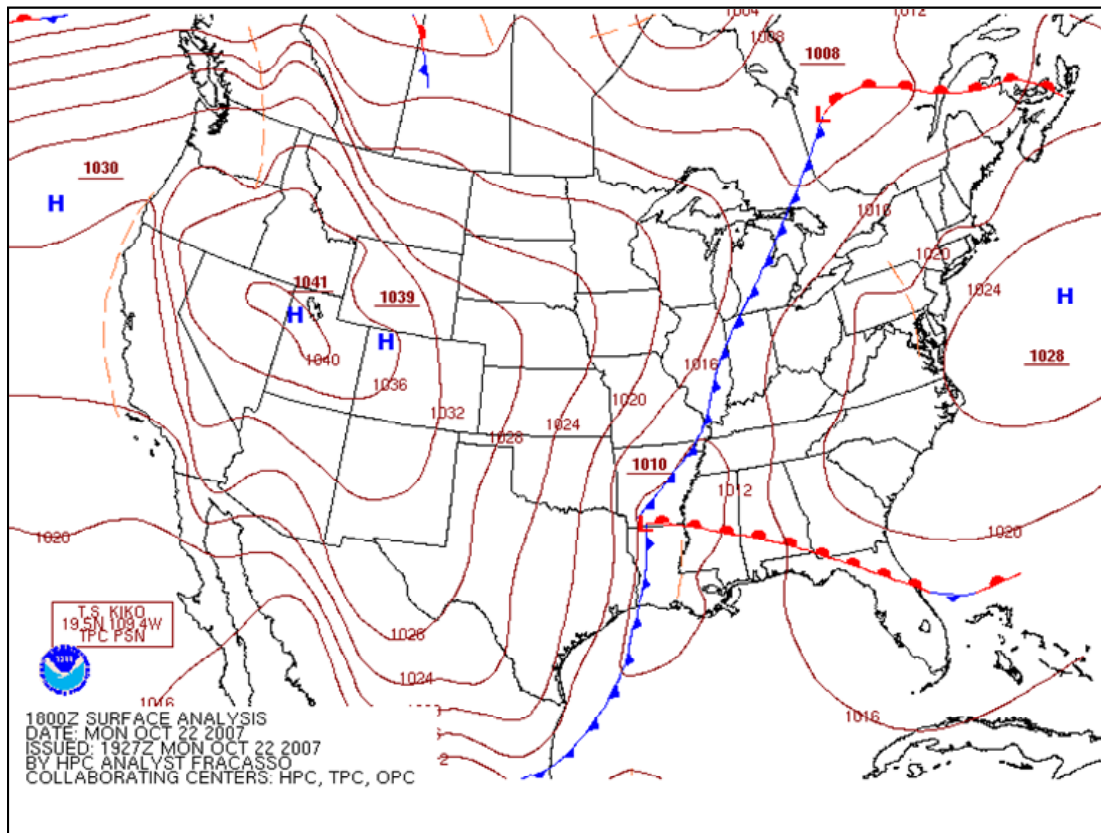 1004
1012
1008
1008
L
1030
H
1016
1020
1041
1039
1024
H
H
H
1040
1036
1016
1028
1032
1020
1024
1028
1010
1012
L
1020
1020
T.S. KIKO
19.5N 109.4W
TPC PSN
1028
1024
1016
1016
1800Z SURFACE ANALYSIS
DATE: MON OCT 22 2007
ISSUED: 1927Z MON OCT 22 2007
BY HPC ANALYST FRACASSO
COLLABORATING CENTERS: HPC, TPC, OPC